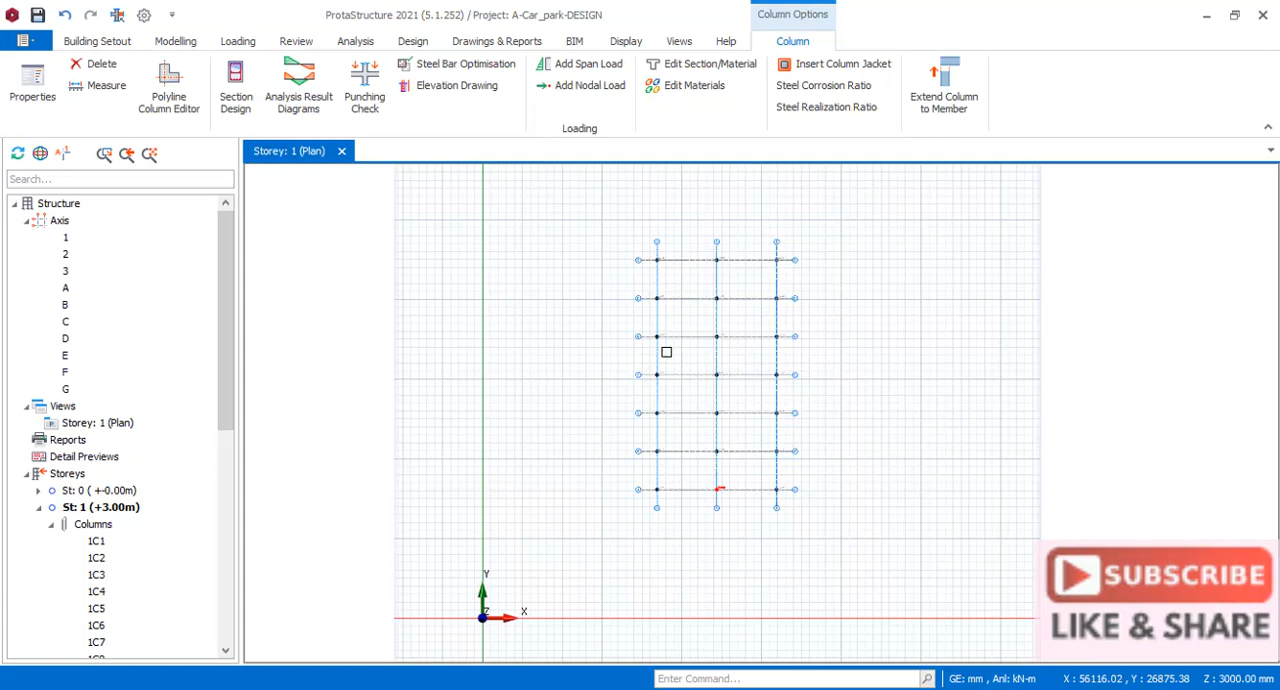 ProtaStructure 2021 (5.1.252) / Project: A-Car_park-DESIGN
Column Options
Building Setout Modelling Loading Review Analysis Design Drawings & Reports BIM Display Views Help Column
Properties
Delete
Measure
Polyline
Column Editor
Section
Design
Analysis Result
Diagrams
Punching
Check
Steel Bar Optimisation
Elevation Drawing
Add Span Load
Add Nodal Load
Loading
Edit Section/Material
Edit Materials
Insert Column Jacket
Steel Corrosion Ratio
Steel Realization Ratio
Extend Column
to Member
Search...
Structure
Axis
1
2
3
A
B
C
D
E
F
G
Views
Storey: 1 (Plan)
Reports
Detail Previews
Storeys
St: 0 ( +-0.00m)
St: 1 (+3.00m)
Columns
1C1
1C2
1C3
1C4
1C5
1C6
1C7
Storey: 1 (Plan)
Y
Z
X
SUBSCRIBE
LIKE & SHARE
Enter Command...
GE: mm , Anl: kN-m
X : 56116.02 , Y : 26875.38
Z : 3000.00 mm